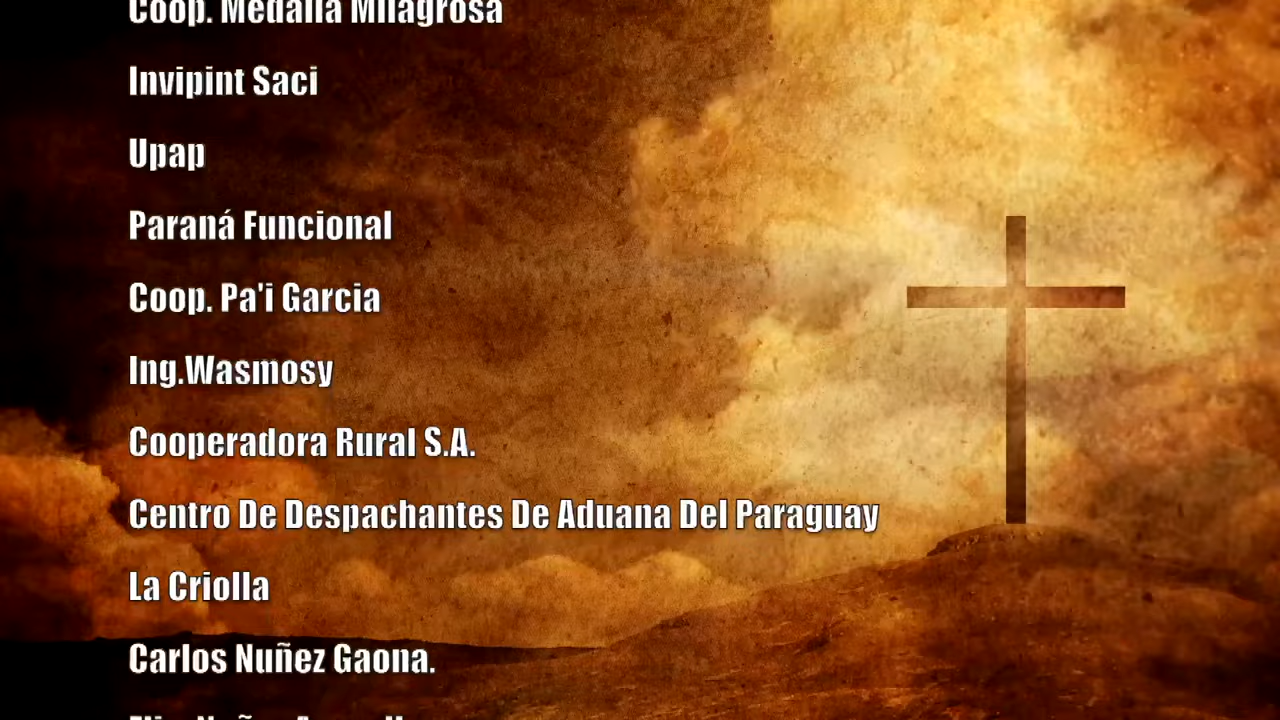 Coop. Medalla Milagrosa
Invipint Saci
Upap
Paraná Funcional
Coop. Pa'i Garcia
Ing.Wasmosy
Cooperadora Rural S.A.
Centro De Despachantes De Aduana Del Paraguay
La Criolla
Carlos Nuñez Gaona.